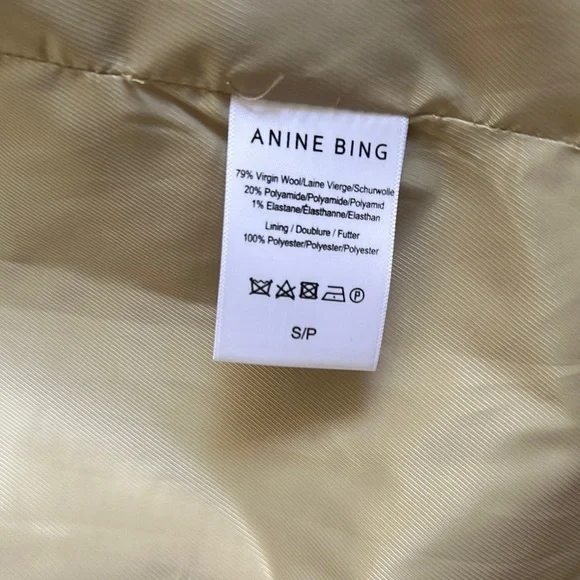 ANINE BING
79% Virgin Wool/Laine Vierge/Schurwolle
20% Polyamide/Polyamide/Polyamid
1% Elastane/Élasthanne/Elasthan
Lining / Doublure / Futter
100% Polyester/Polyester/Polyester
P
S/P